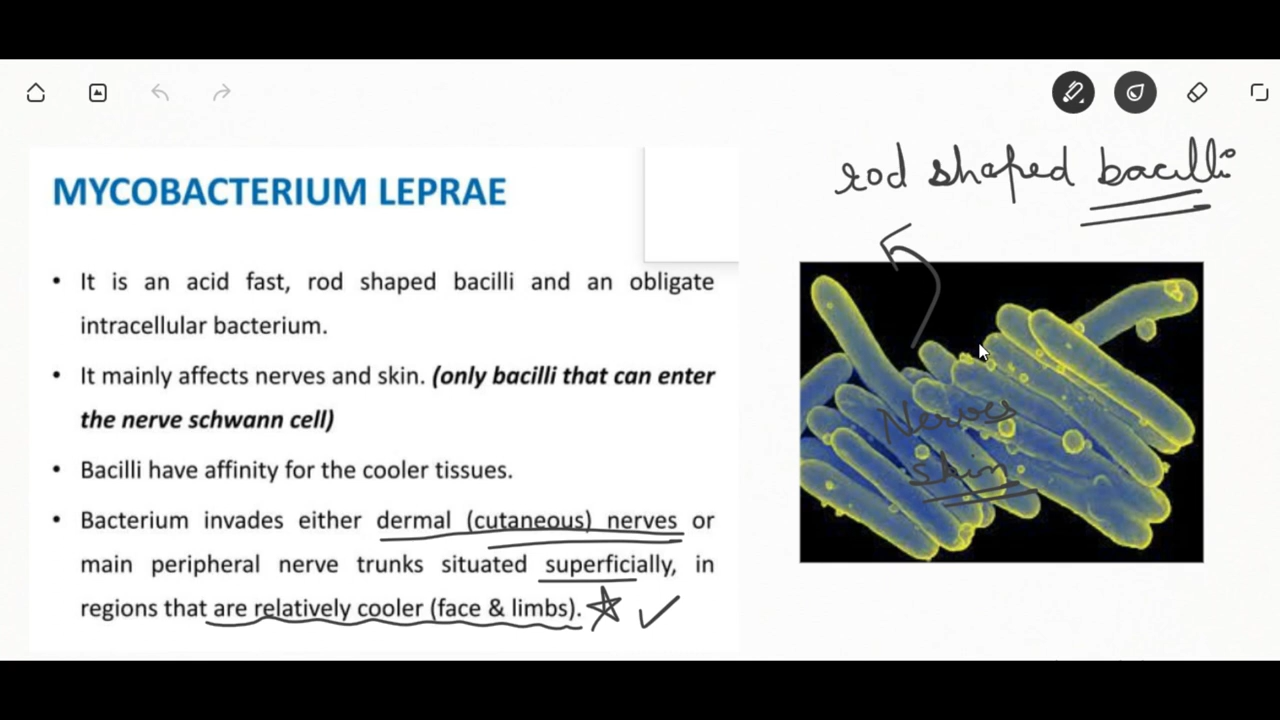 MYCOBACTERIUM LEPRAE
• It is an acid fast, rod shaped bacilli and an obligate
intracellular bacterium.
• It mainly affects nerves and skin. (only bacilli that can enter
the nerve schwann cell)
• Bacilli have affinity for the cooler tissues.
• Bacterium invades either dermal (cutaneous) nerves or
main peripheral nerve trunks situated superficially, in
regions that are relatively cooler (face & limbs).
rod shaped bacilli
Nerves
skin